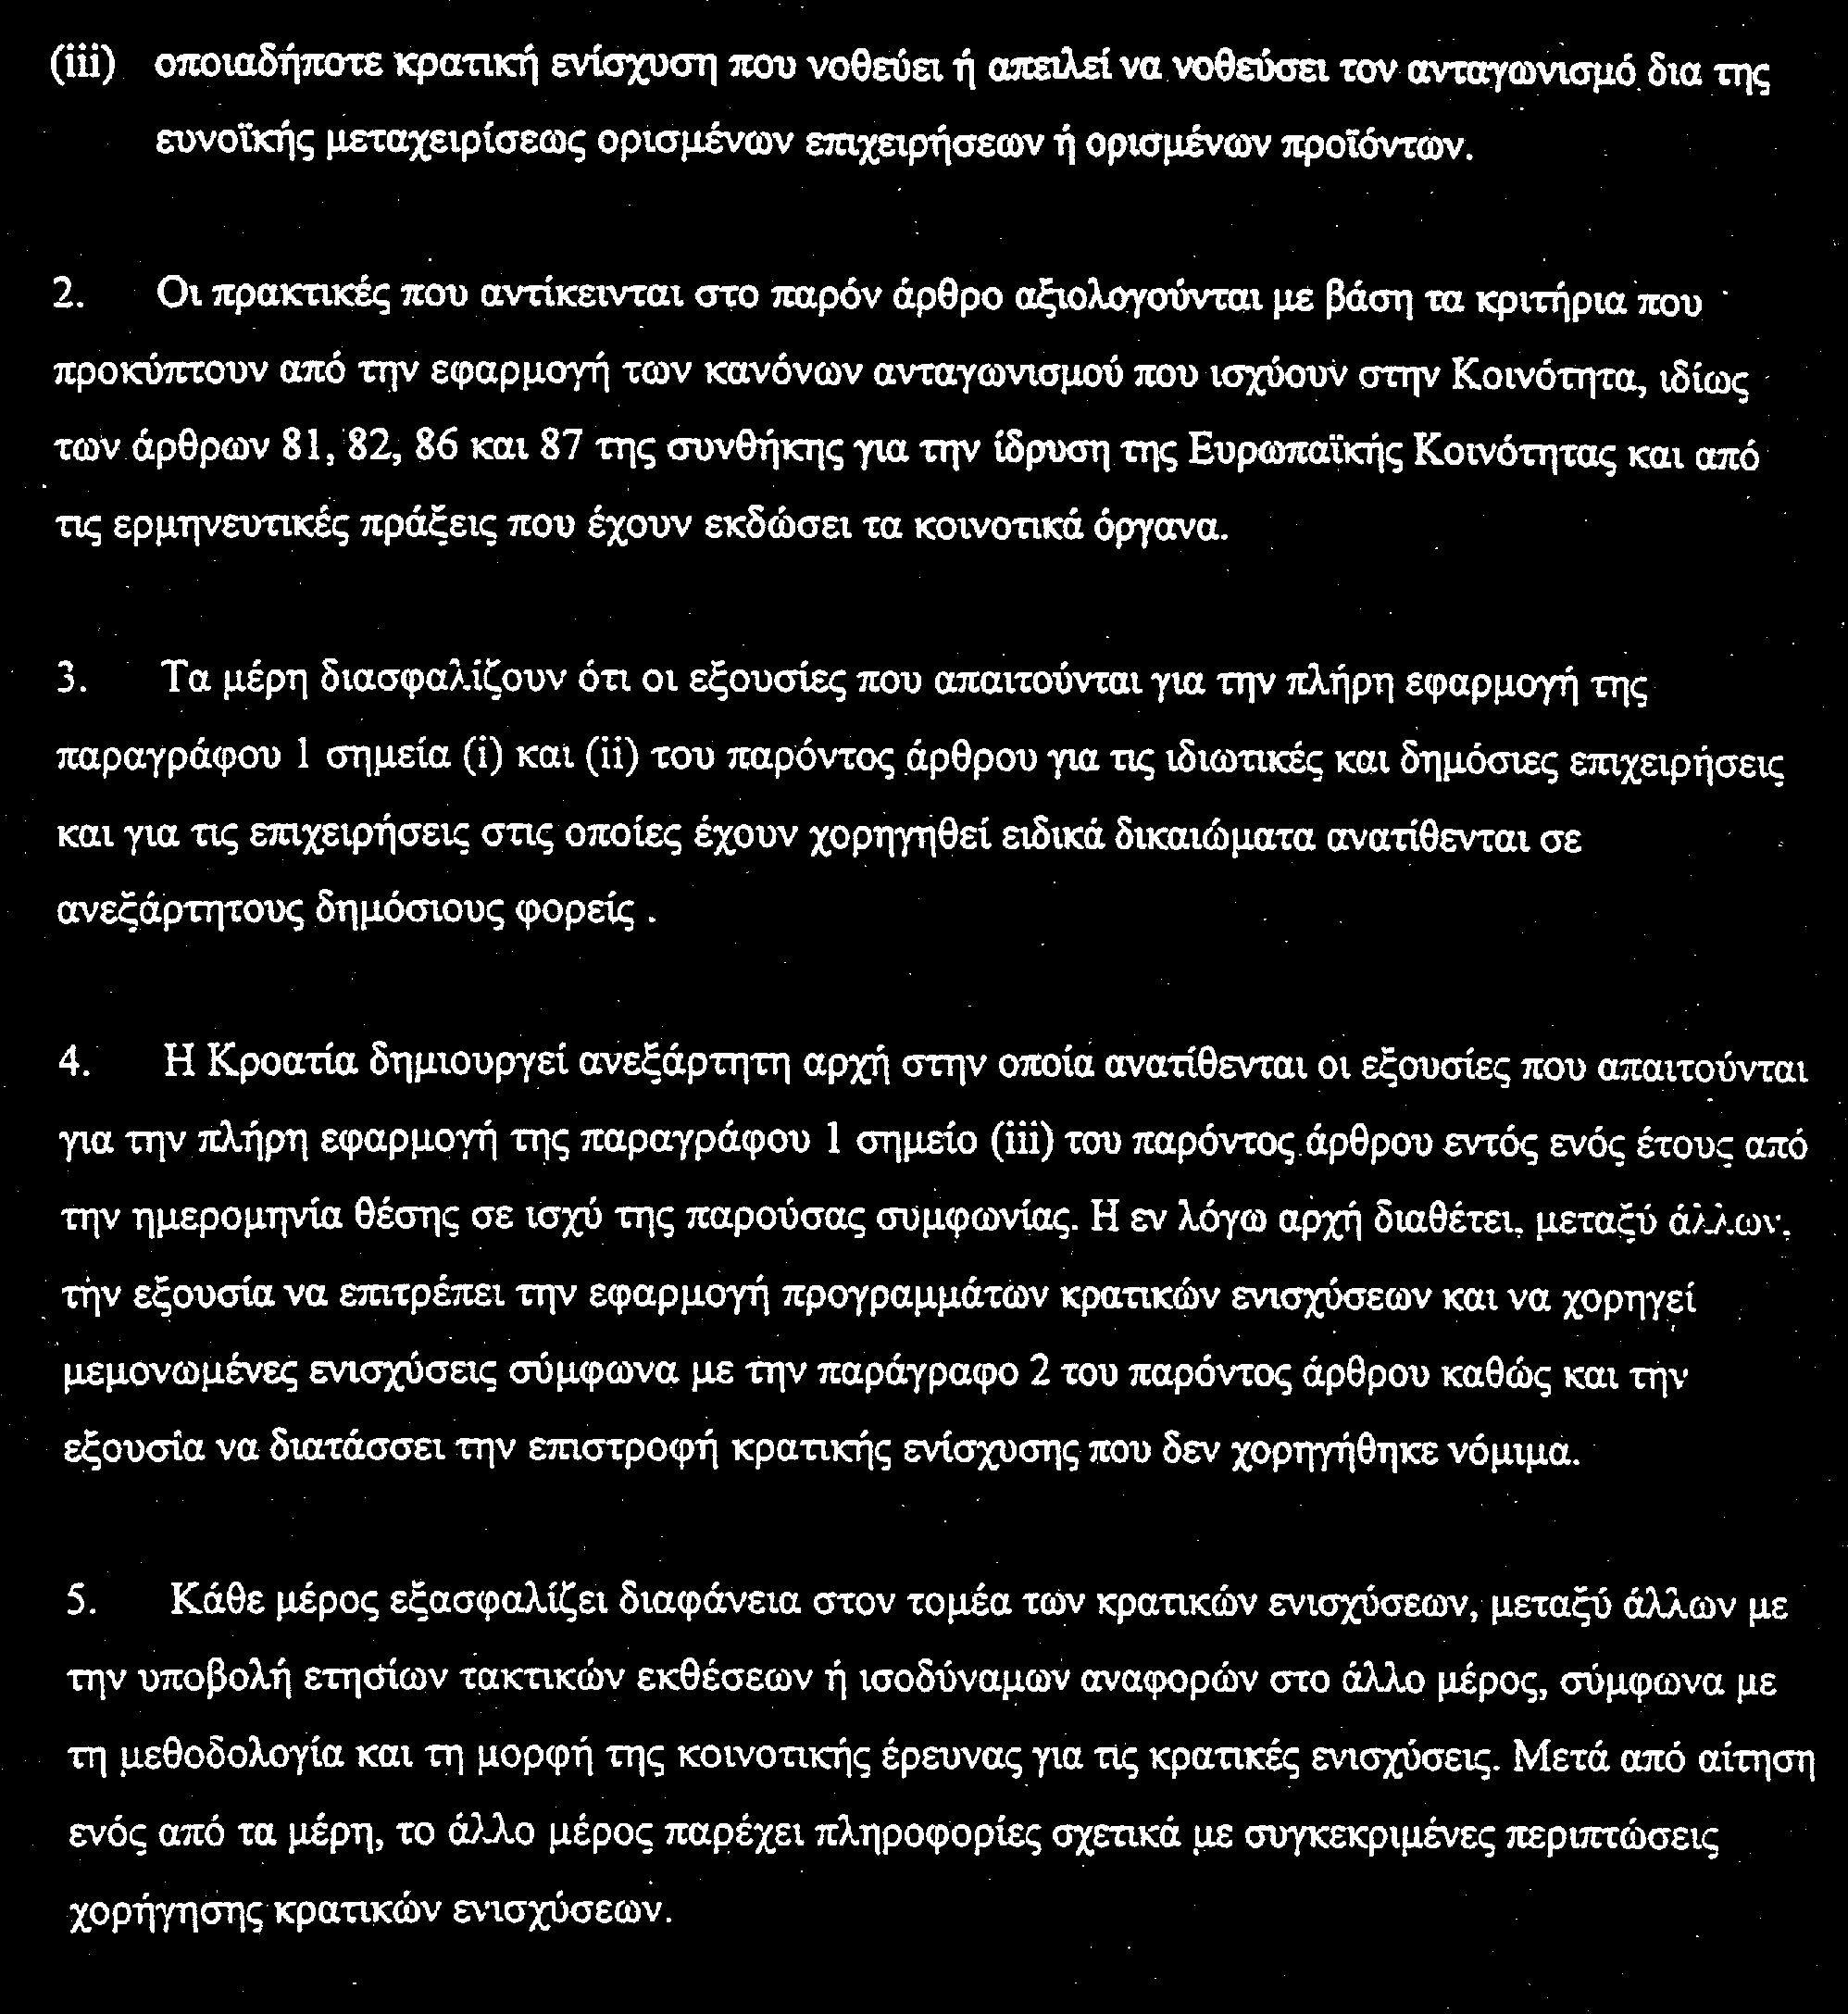 (iii) οποιαδήποτε κρατική ενίσχυση που νοθεύει ή απειλεί να νοθεύσει τον ανταγωνισμό δια της
ευνοϊκής μεταχειρίσεως ορισμένων επιχειρήσεων ή ορισμένων προϊόντων.
2. Οι πρακτικές που αντίκεινται στο παρόν άρθρο αξιολογούνται με βάση τα κριτήρια που
προκύπτουν από την εφαρμογή των κανόνων ανταγωνισμού που ισχύουν στην Κοινότητα, ιδίως
των άρθρων 81, 82, 86 και 87 της συνθήκης για την ίδρυση της Ευρωπαϊκής Κοινότητας και από
τις ερμηνευτικές πράξεις που έχουν εκδώσει τα κοινοτικά όργανα.
3. Τα μέρη διασφαλίζουν ότι οι εξουσίες που απαιτούνται για την πλήρη εφαρμογή της
παραγράφου 1 σημεία (i) και (ii) του παρόντος άρθρου για τις ιδιωτικές και δημόσιες επιχειρήσεις
και για τις επιχειρήσεις στις οποίες έχουν χορηγηθεί ειδικά δικαιώματα ανατίθενται σε
ανεξάρτητους δημόσιους φορείς .
4. Η Κροατία δημιουργεί ανεξάρτητη αρχή στην οποία ανατίθενται οι εξουσίες που απαιτούνται
για την πλήρη εφαρμογή της παραγράφου 1 σημείο (iii) του παρόντος άρθρου εντός ενός έτους από
την ημερομηνία θέσης σε ισχύ της παρούσας συμφωνίας. Η εν λόγω αρχή διαθέτει, μεταξύ άλλων,
την εξουσία να επιτρέπει την εφαρμογή προγραμμάτων κρατικών ενισχύσεων και να χορηγεί
μεμονωμένες ενισχύσεις σύμφωνα με την παράγραφο 2 του παρόντος άρθρου καθώς και την
εξουσία να διατάσσει την επιστροφή κρατικής ενίσχυσης που δεν χορηγήθηκε νόμιμα.
5. Κάθε μέρος εξασφαλίζει διαφάνεια στον τομέα των κρατικών ενισχύσεων, μεταξύ άλλων με
την υποβολή ετησίων τακτικών εκθέσεων ή ισοδύναμων αναφορών στο άλλο μέρος, σύμφωνα με
τη μεθοδολογία και τη μορφή της κοινοτικής έρευνας για τις κρατικές ενισχύσεις. Μετά από αίτηση
ενός από τα μέρη, το άλλο μέρος παρέχει πληροφορίες σχετικά με συγκεκριμένες περιπτώσεις
χορήγησης κρατικών ενισχύσεων.